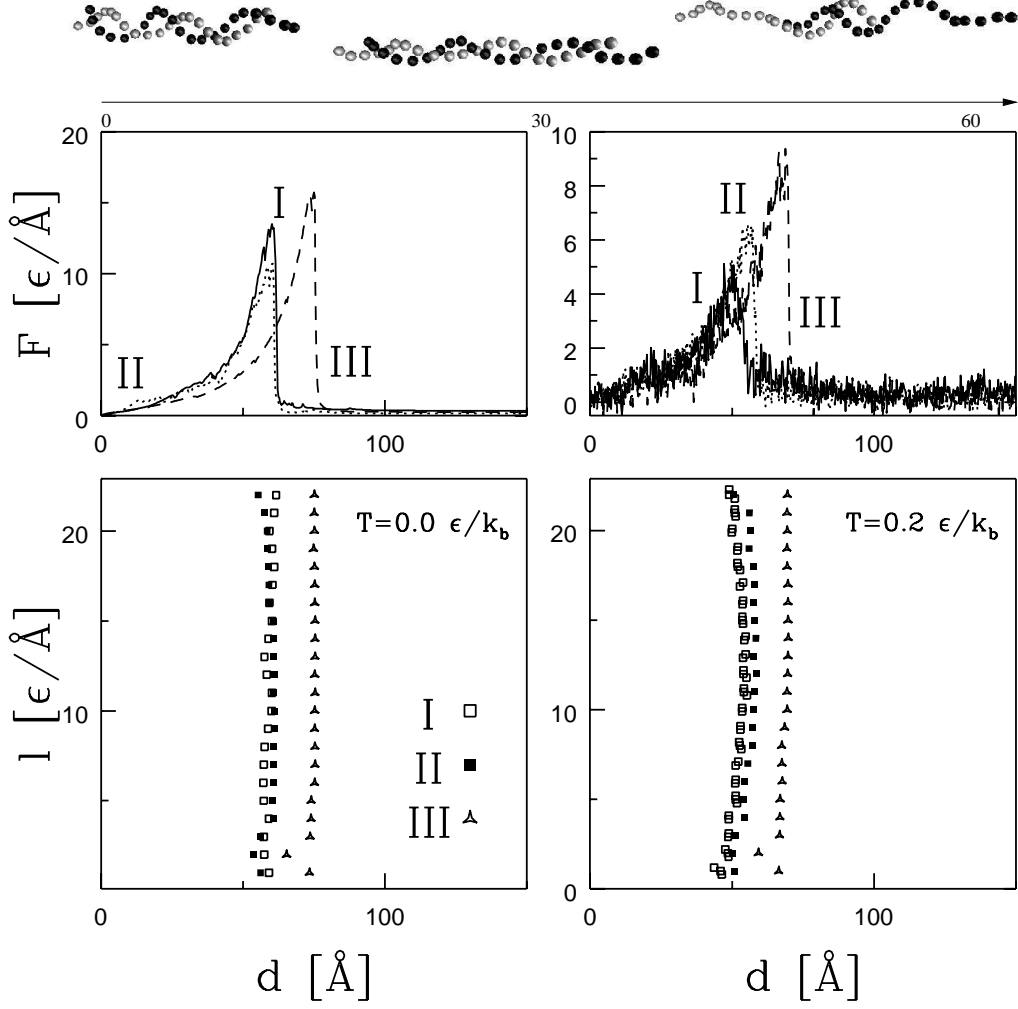 0 30 60
20 10
I
8
II
F [ϵ/Å]
10 6
I
4
II III III
2
0 0
0 100 0 100
T=0.0 ϵ/k_b T=0.2 ϵ/k_b
20 20
l [ϵ/Å]
10 10
I
II
III
0
0 100 0 100
d [Å] d [Å]